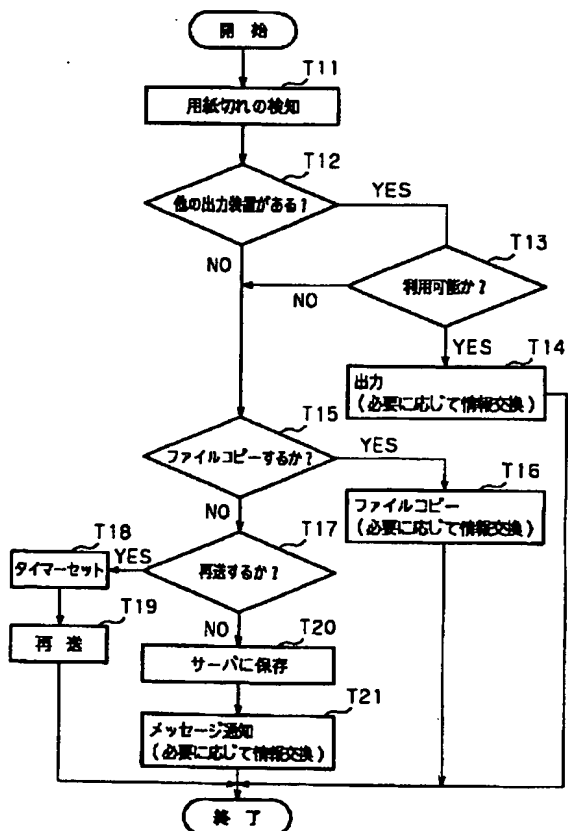 開 始
T11
用紙切れの検知
T12
他の出力装置がある?
YES
T13
NO
利用可能か?
NO
YES
T14
出力
(必要に応じて情報交換)
T15
ファイルコピーするか?
YES
T16
ファイルコピー
(必要に応じて情報交換)
NO
T17
T18
YES
タイマーセット
再送するか?
T19
再 送
NO
T20
サーバに保存
T21
メッセージ通知
(必要に応じて情報交換)
終 了